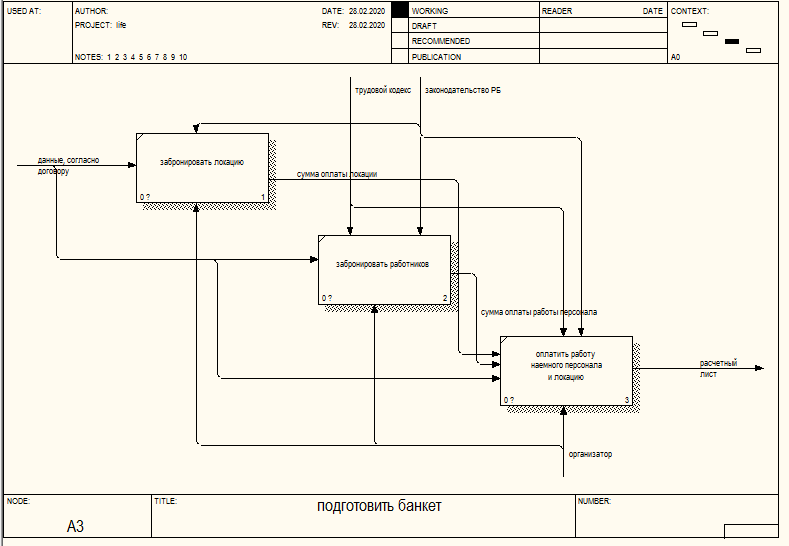 USED AT:
AUTHOR:
DATE: 28.02.2020
PROJECT: life
REV: 28.02.2020
NOTES: 1 2 3 4 5 6 7 8 9 10
WORKING
DRAFT
RECOMMENDED
PUBLICATION
READER
DATE
CONTEXT:
A0
трудовой кодекс
законодательство РБ
данные, согласно
договору
забронировать локацию
0 ?
1
сумма оплаты локации
забронировать работников
0 ?
2
сумма оплаты работы персонала
оплатить работу
наемного персонала
и локацию
0 ?
3
расчетный
лист
организатор
NODE:
A3
TITLE:
подготовить банкет
NUMBER: